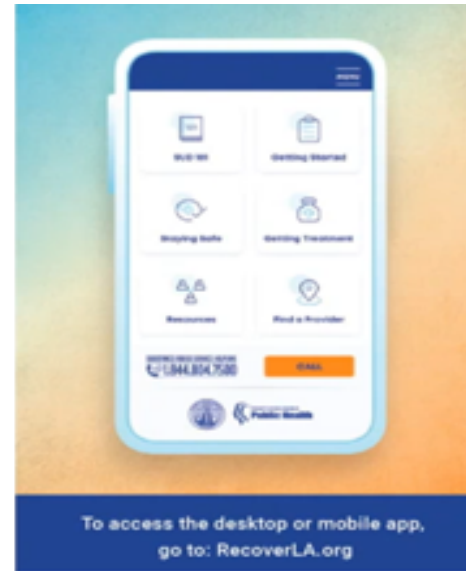 menu
SUD 101
Getting Started
Staying Safe
Getting Treatment
Resources
Find a Provider
1.844.804.7500
CALL
Public Health
To access the desktop or mobile app,
go to: RecoverLA.org